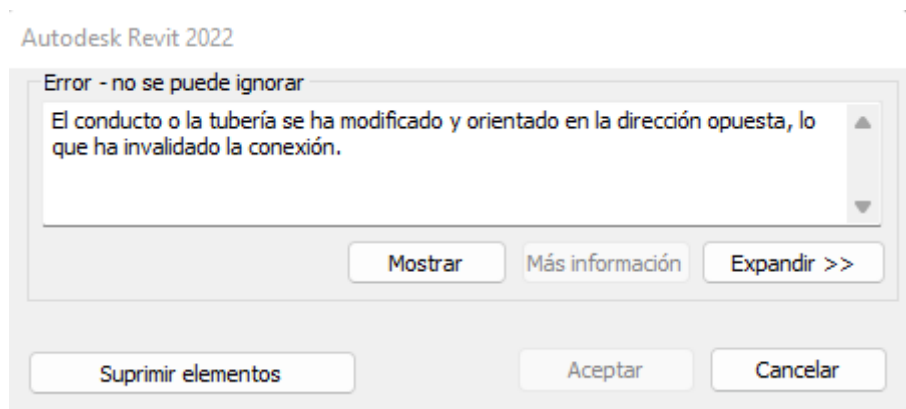 Autodesk Revit 2022
Error - no se puede ignorar
El conducto o la tubería se ha modificado y orientado en la dirección opuesta, lo
que ha invalidado la conexión.
Mostrar Más información Expandir >>
Suprimir elementos Aceptar Cancelar